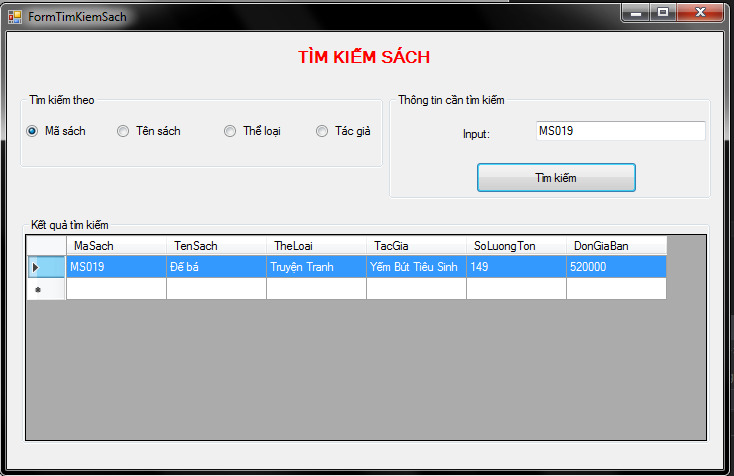 FormTimKiemSach
TÌM KIẾM SÁCH
Tìm kiếm theo
Mã sách Tên sách Thể loại Tác giả
Thông tin cần tìm kiếm
Input: MS019
Tìm kiếm
Kết quả tìm kiếm
MaSach TenSach TheLoai TacGia SoLuongTon DonGiaBan
MS019 Đế bá Truyện Tranh Yếm Bút Tiêu Sinh 149 520000